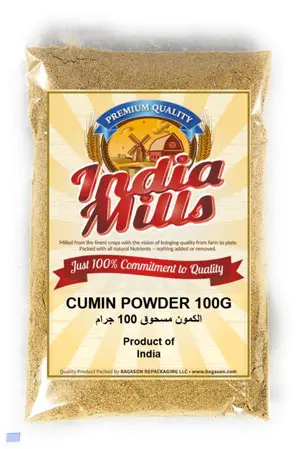 PREMIUM QUALITY
India
Mills
Milled from the finest crops with the vision of bringing quality from farm to plate.
Packed with all natural Nutrients – nothing added or removed.
Just 100% Commitment to Quality
CUMIN POWDER 100G
الكمون مسحوق 100 جرام
Product of
India
Quality Product Packed by BAGASON REPACKAGING LLC • www.bagason.com